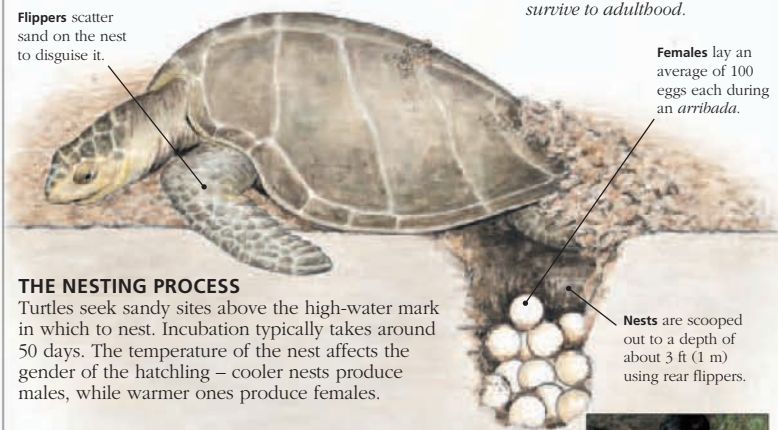 survive to adulthood.
Flippers scatter
sand on the nest
to disguise it.
Females lay an
average of 100
eggs each during
an arribada.
THE NESTING PROCESS
Turtles seek sandy sites above the high-water mark
in which to nest. Incubation typically takes around
50 days. The temperature of the nest affects the
gender of the hatchling – cooler nests produce
males, while warmer ones produce females.
Nests are scooped
out to a depth of
about 3 ft (1 m)
using rear flippers.